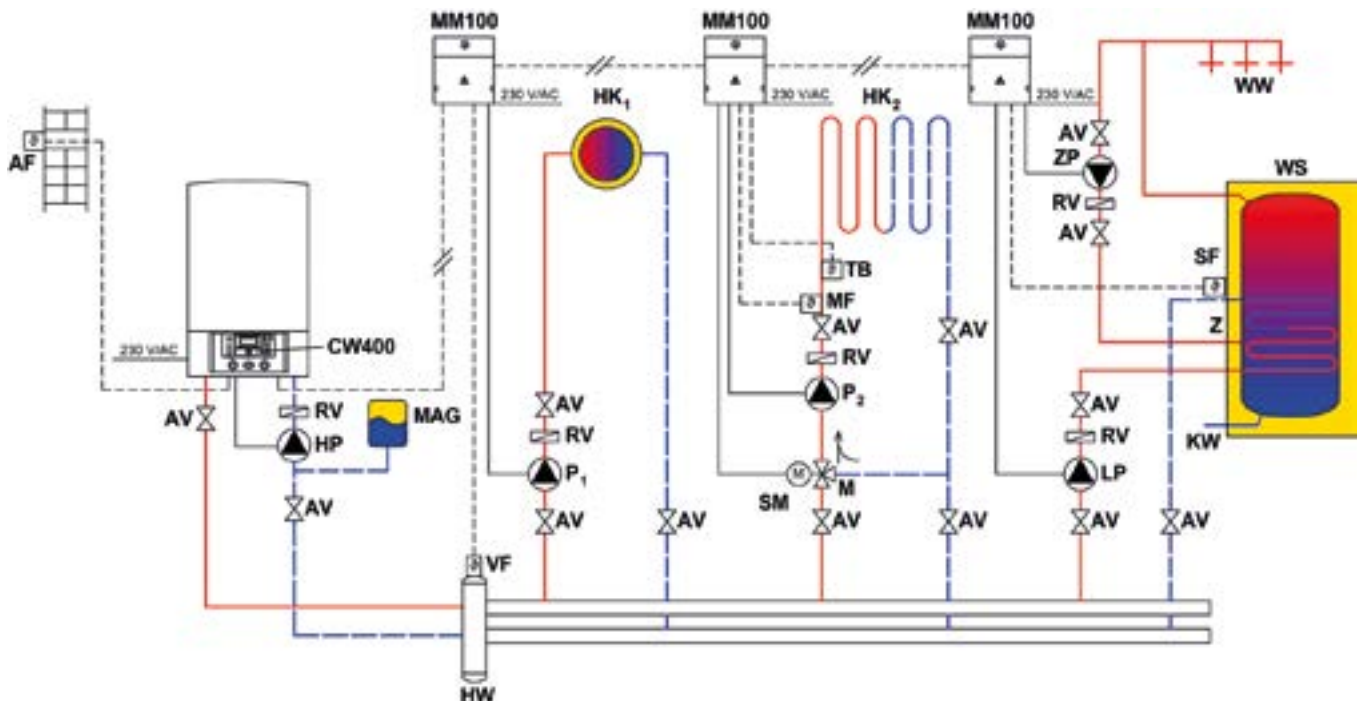 MM100
MM100
MM100
230 V/AC
HK1
230 V/AC
HK2
230 V/AC
WW
AF
AV
ZP
RV
AV
WS
SF
Z
KW
TB
MF
AV
RV
P2
AV
230 V/AC
CW400
AV
RV
HP
MAG
AV
AV
RV
P1
AV
AV
M
SM
M
AV
AV
AV
RV
LP
AV
AV
VF
HW